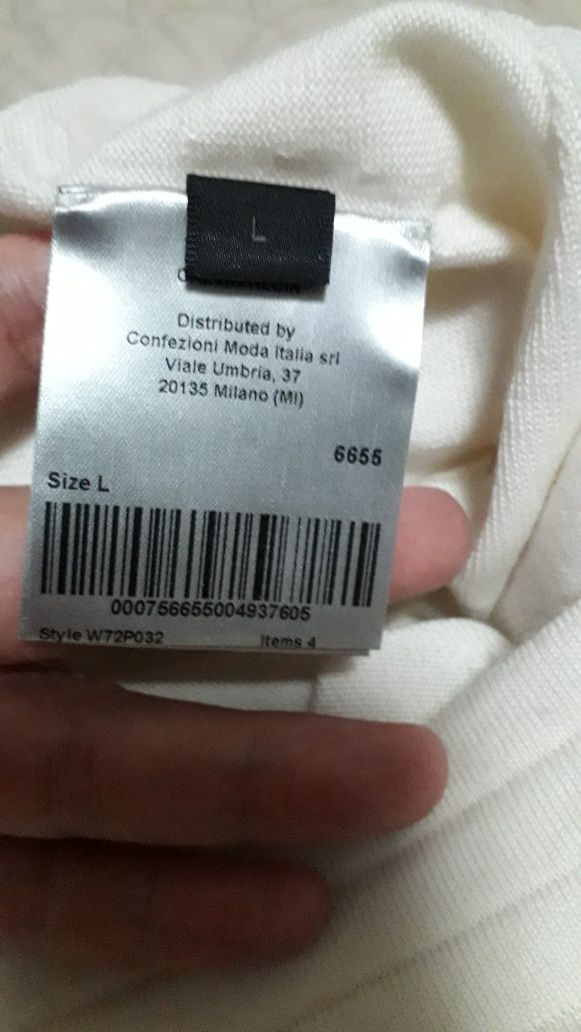 L
Distributed by
Confezioni Moda Italia srl
Viale Umbria, 37
20135 Milano (MI)
6655
Size L
000756655004937605
Style W72P032 Items 4